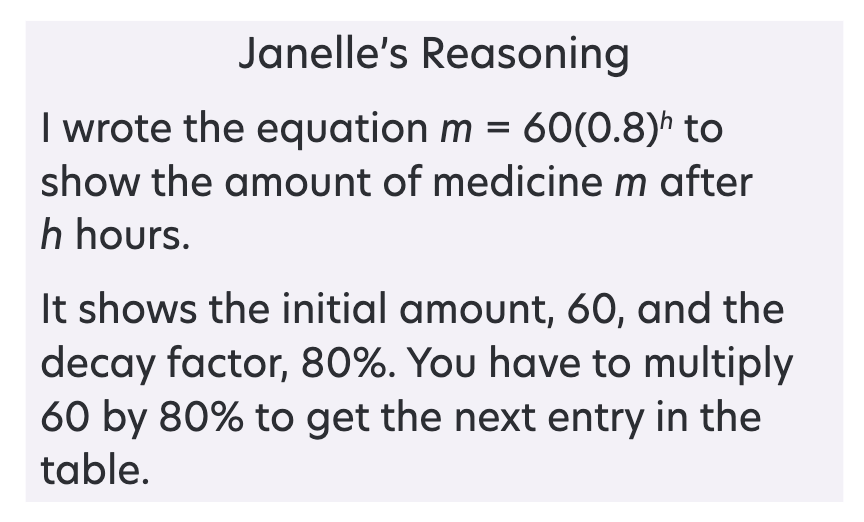 Janelle’s Reasoning
I wrote the equation m = 60(0.8)ʰ to
show the amount of medicine m after
h hours.
It shows the initial amount, 60, and the
decay factor, 80%. You have to multiply
60 by 80% to get the next entry in the
table.